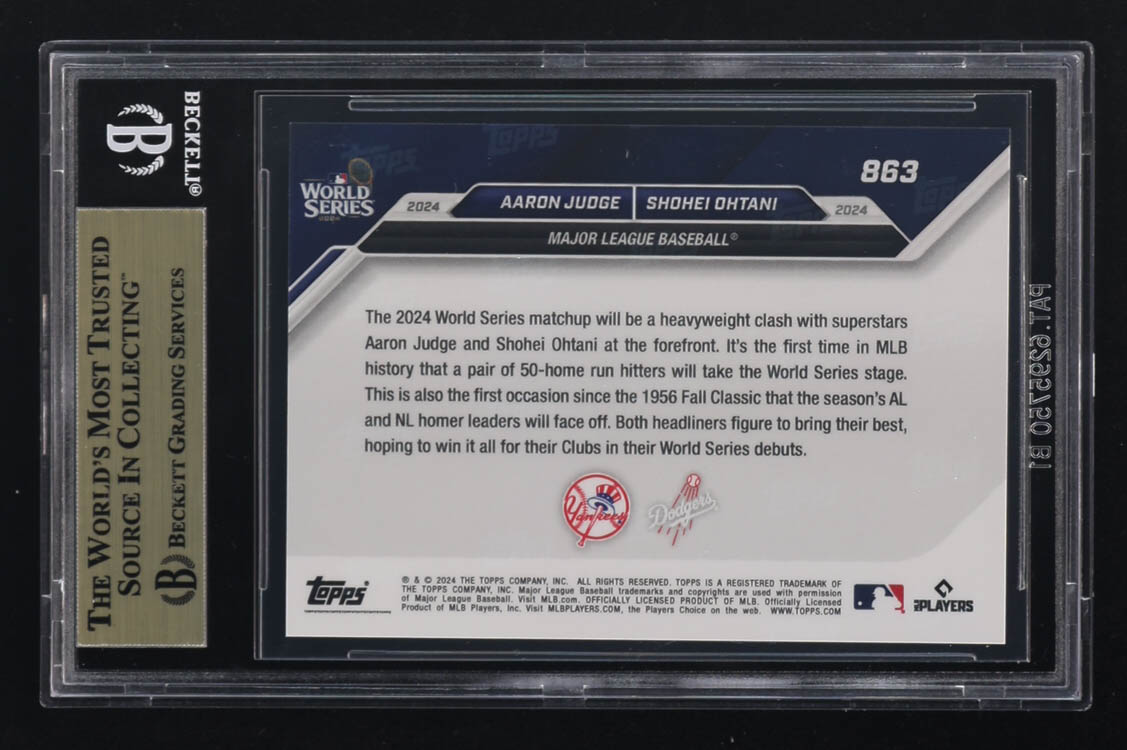 BECKETT®
B
THE WORLD'S MOST TRUSTED
SOURCE IN COLLECTING™
B BECKETT GRADING SERVICES
TOPPS
TOPPS
863
WORLD
SERIES
2024
2024
AARON JUDGE
SHOHEI OHTANI
2024
MAJOR LEAGUE BASEBALL®
The 2024 World Series matchup will be a heavyweight clash with superstars
Aaron Judge and Shohei Ohtani at the forefront. It's the first time in MLB
history that a pair of 50-home run hitters will take the World Series stage.
This is also the first occasion since the 1956 Fall Classic that the season's AL
and NL homer leaders will face off. Both headliners figure to bring their best,
hoping to win it all for their Clubs in their World Series debuts.
Yankees
Dodgers
TOPPS
® & © 2024 THE TOPPS COMPANY, INC. ALL RIGHTS RESERVED. TOPPS IS A REGISTERED TRADEMARK OF
THE TOPPS COMPANY, INC. Major League Baseball trademarks and copyrights are used with permission
of Major League Baseball. Visit MLB.com. OFFICIALLY LICENSED PRODUCT OF MLB. Officially Licensed
Product of MLB Players, Inc. Visit MLBPLAYERS.COM, the Players Choice on the web. WWW.TOPPS.COM
PLAYERS
PAT. 6295750 B1